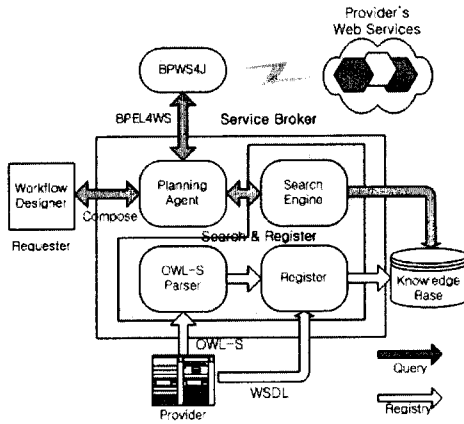 Provider's
Web Services
BPWS4J
BPEL4WS
Service Broker
Workflow
Designer
Compose
Planning
Agent
Search
Engine
Requester
Search & Register
OWL-S
Parser
Register
Knowledge
Base
OWL-S
WSDL
Provider
Query
Registry